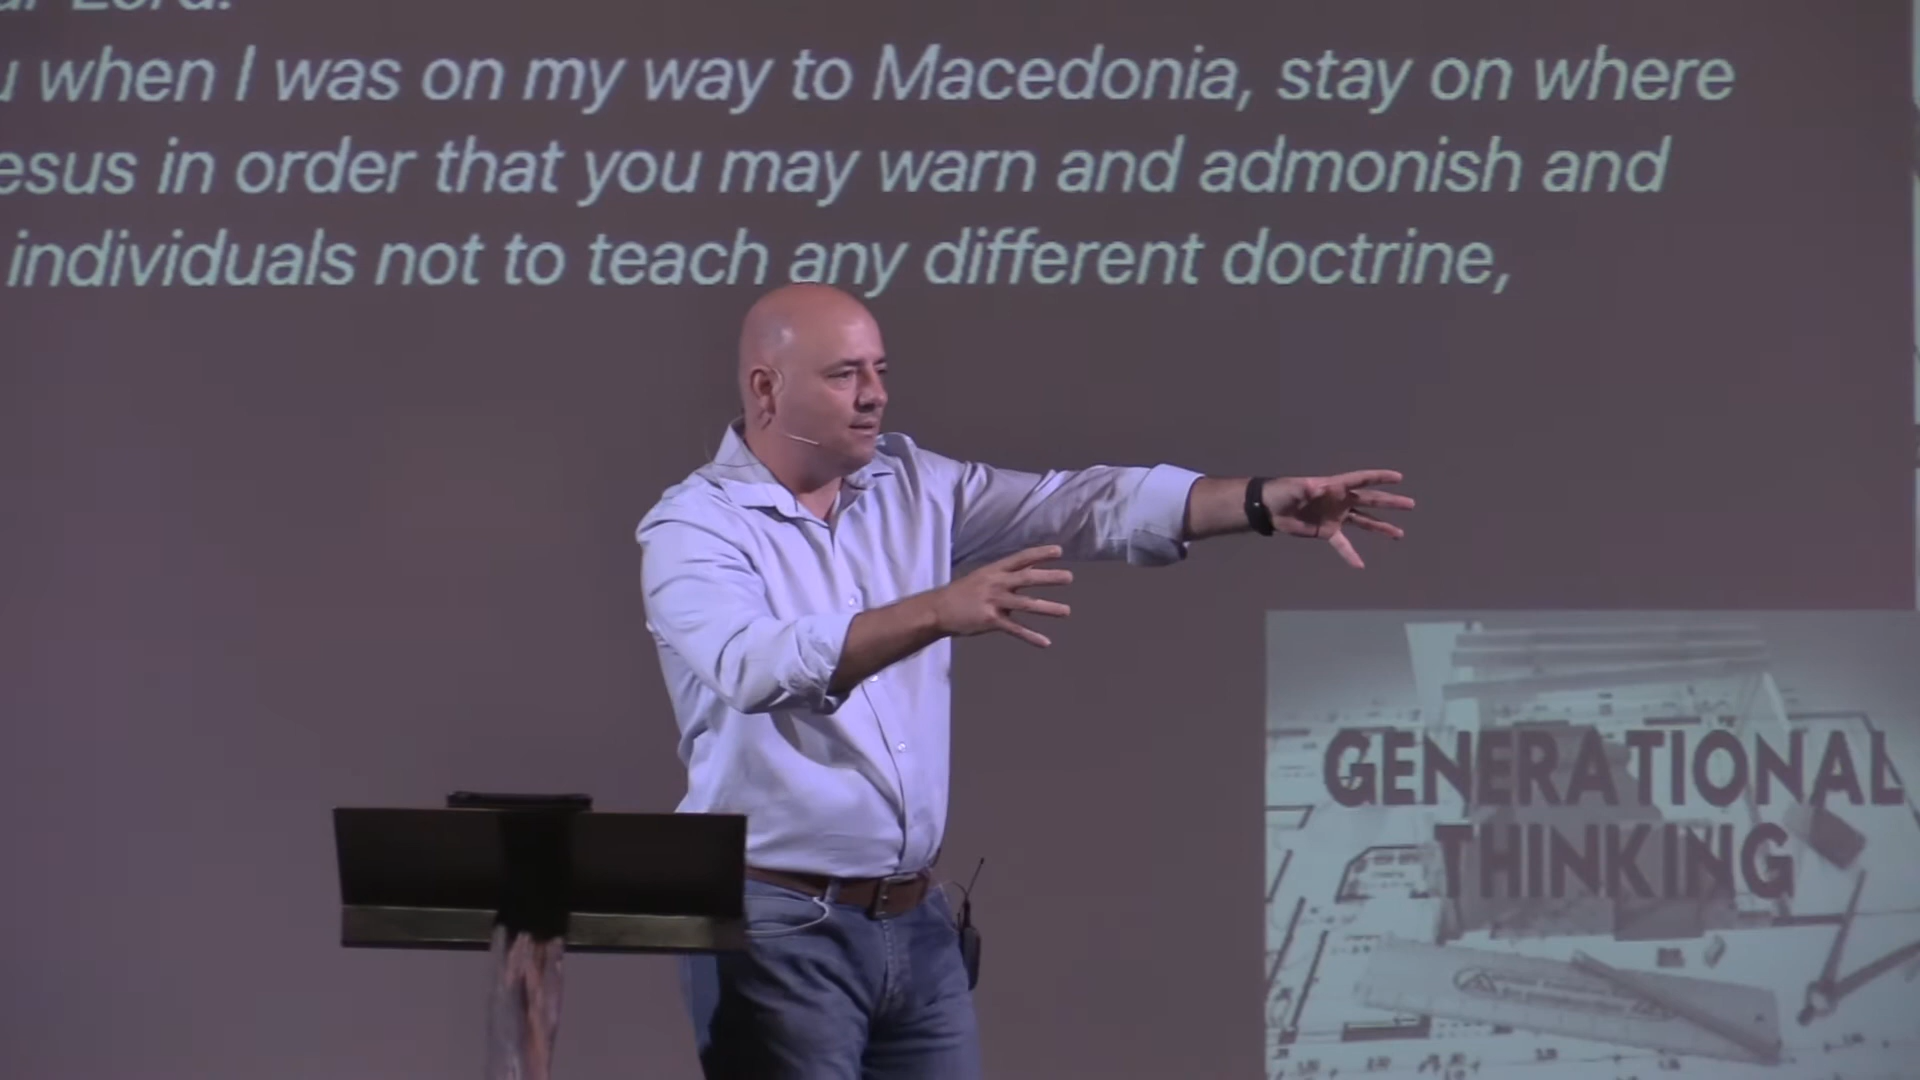 Lord.
when I was on my way to Macedonia, stay on where
esus in order that you may warn and admonish and
individuals not to teach any different doctrine,
GENERATIONAL
THINKING